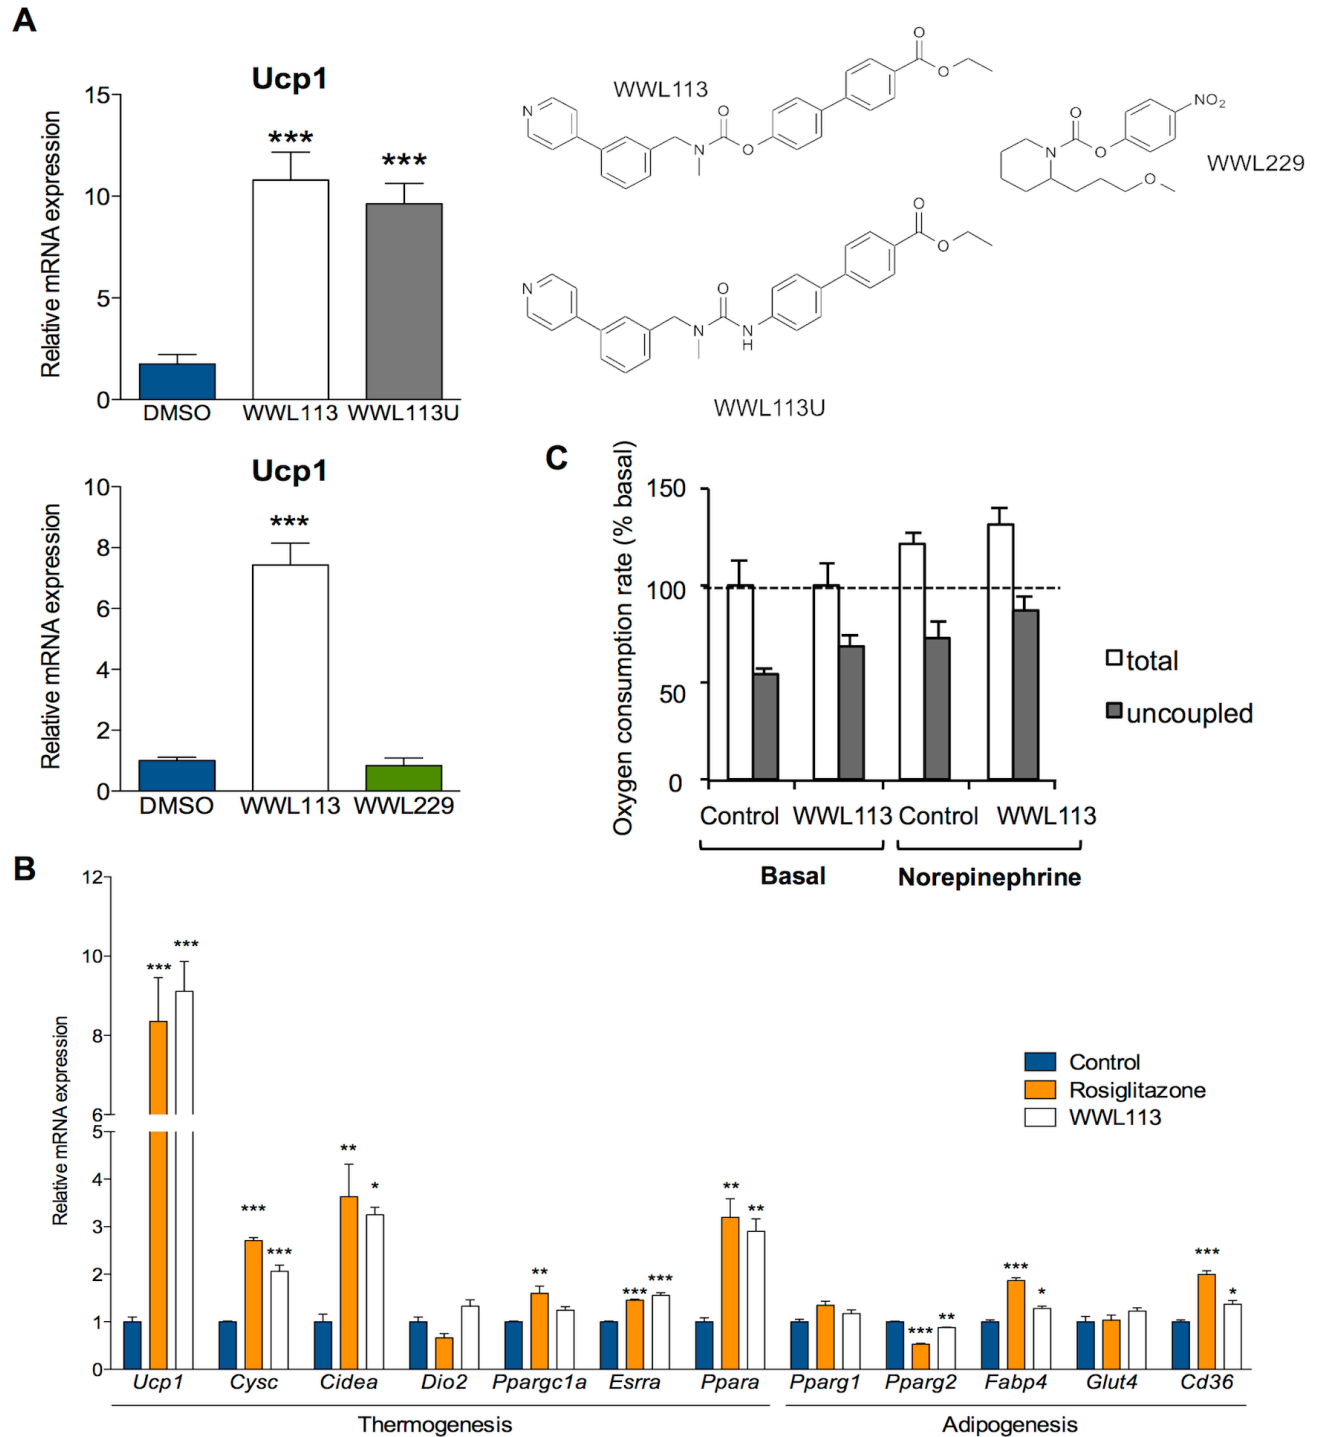 A
Ucp1
Relative mRNA expression
15
10
5
0
***
***
DMSO
WWL113
WWL113U
WWL113
N
O
N
O
O
O
WWL229
O
N
O
NO2
O
N
O
N
N
H
O
O
WWL113U
Ucp1
Relative mRNA expression
10
8
6
4
2
0
***
DMSO
WWL113
WWL229
C
Oxygen consumption rate (% basal)
150
100
50
0
total
uncoupled
Control
WWL113
Control
WWL113
Basal
Norepinephrine
B
Relative mRNA expression
12
10
8
6
5
4
3
2
1
0
***
***
***
***
**
*
**
***
***
**
**
***
**
***
*
***
*
Control
Rosiglitazone
WWL113
Ucp1
Cysc
Cidea
Dio2
Ppargc1a
Esrra
Ppara
Pparg1
Pparg2
Fabp4
Glut4
Cd36
Thermogenesis
Adipogenesis